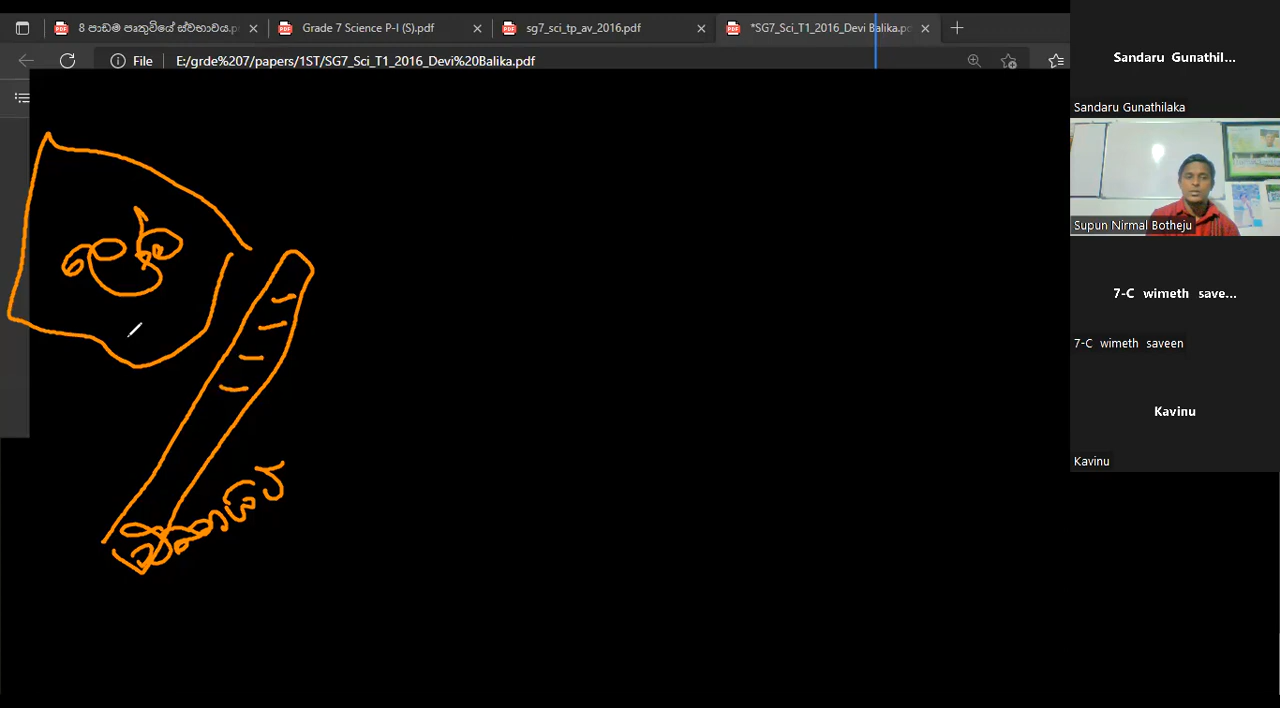 8 පාඩම පෘතුවියේ ස්වභාවය.p
Grade 7 Science P-I (S).pdf
sg7_sci_tp_av_2016.pdf
*SG7_Sci_T1_2016_Devi Balika.pd
File
E:/grde%207/papers/1ST/SG7_Sci_T1_2016_Devi%20Balika.pdf
Sandaru Gunathil...
Sandaru Gunathilaka
Supun Nirmal Botheju
7-C wimeth save...
7-C wimeth saveen
Kavinu
Kavinu